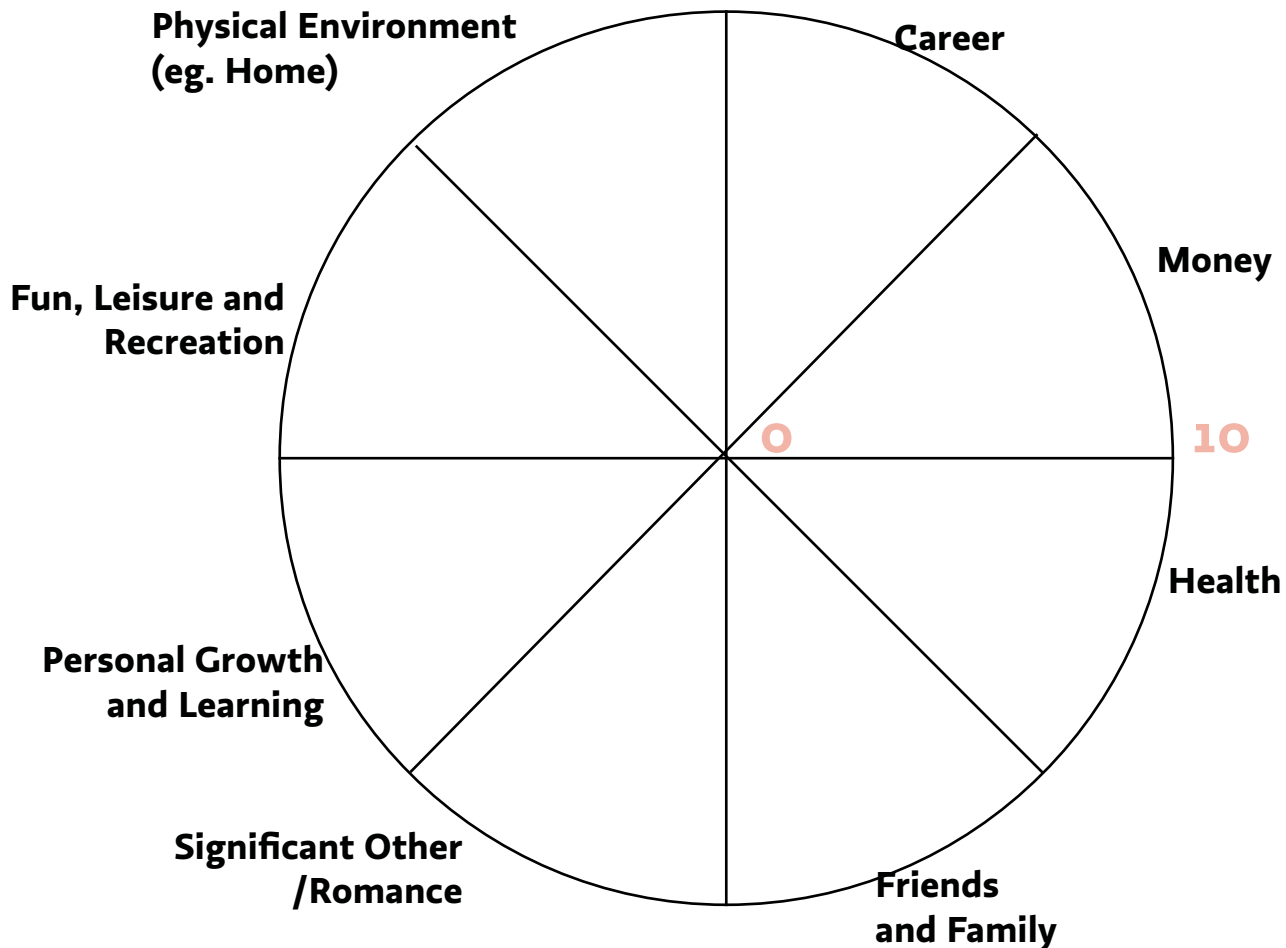 Physical Environment
(eg. Home)
Career
Money
Fun, Leisure and
Recreation
0
10
Health
Personal Growth
and Learning
Significant Other
/Romance
Friends
and Family